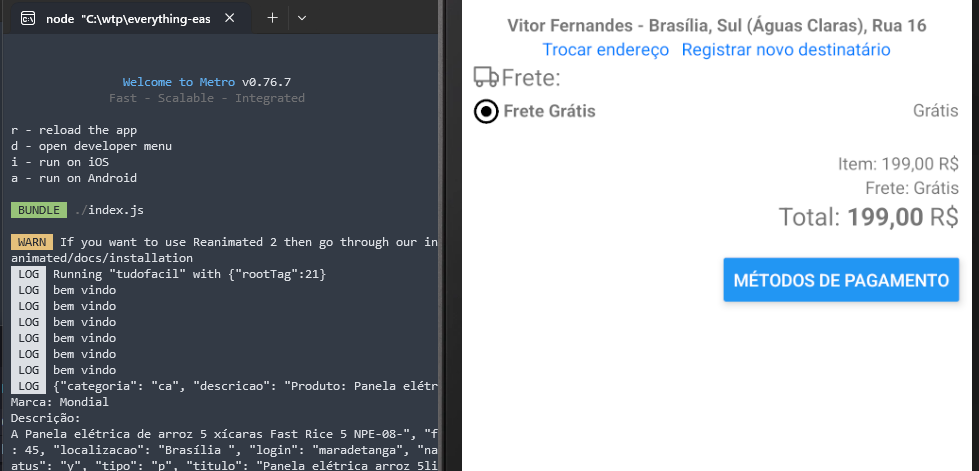 node "C:\wtp\everything-eas
Welcome to Metro v0.76.7
Fast - Scalable - Integrated
r - reload the app
d - open developer menu
i - run on iOS
a - run on Android
BUNDLE ./index.js
WARN If you want to use Reanimated 2 then go through our in
animated/docs/installation
LOG Running "tudofacil" with {"rootTag":21}
LOG bem vindo
LOG bem vindo
LOG bem vindo
LOG bem vindo
LOG bem vindo
LOG bem vindo
LOG {"categoria": "ca", "descricao": "Produto: Panela elétr
Marca: Mondial
Descrição:
A Panela elétrica de arroz 5 xícaras Fast Rice 5 NPE-08-", "f
: 45, "localizacao": "Brasília ", "login": "maradetanga", "na
atus": "y", "tipo": "p", "titulo": "Panela elétrica arroz 5li
Vitor Fernandes - Brasília, Sul (Águas Claras), Rua 16
Trocar endereço Registrar novo destinatário
Frete:
Frete Grátis Grátis
Item: 199,00 R$
Frete: Grátis
Total: 199,00 R$
MÉTODOS DE PAGAMENTO